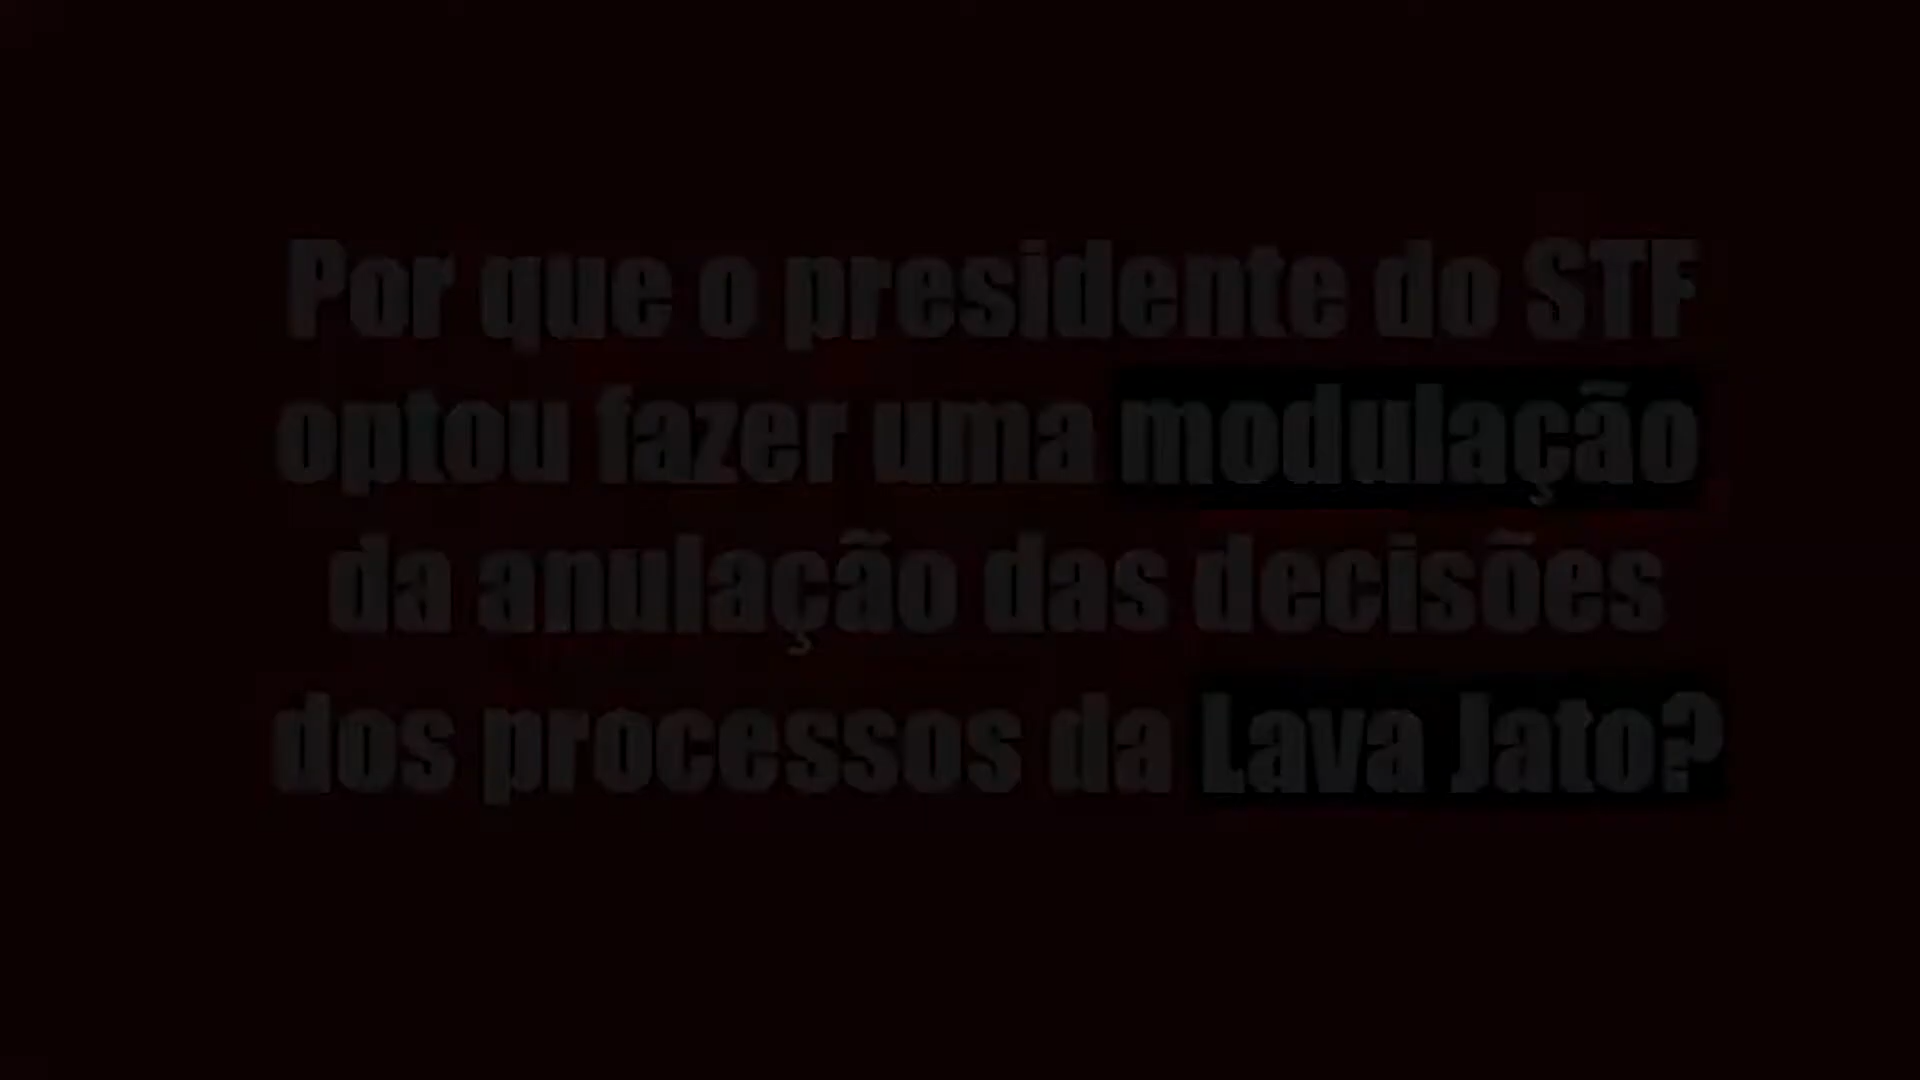 Por que o presidente do STF
optou fazer uma modulação
da anulação das decisões
dos processos da Lava Jato?